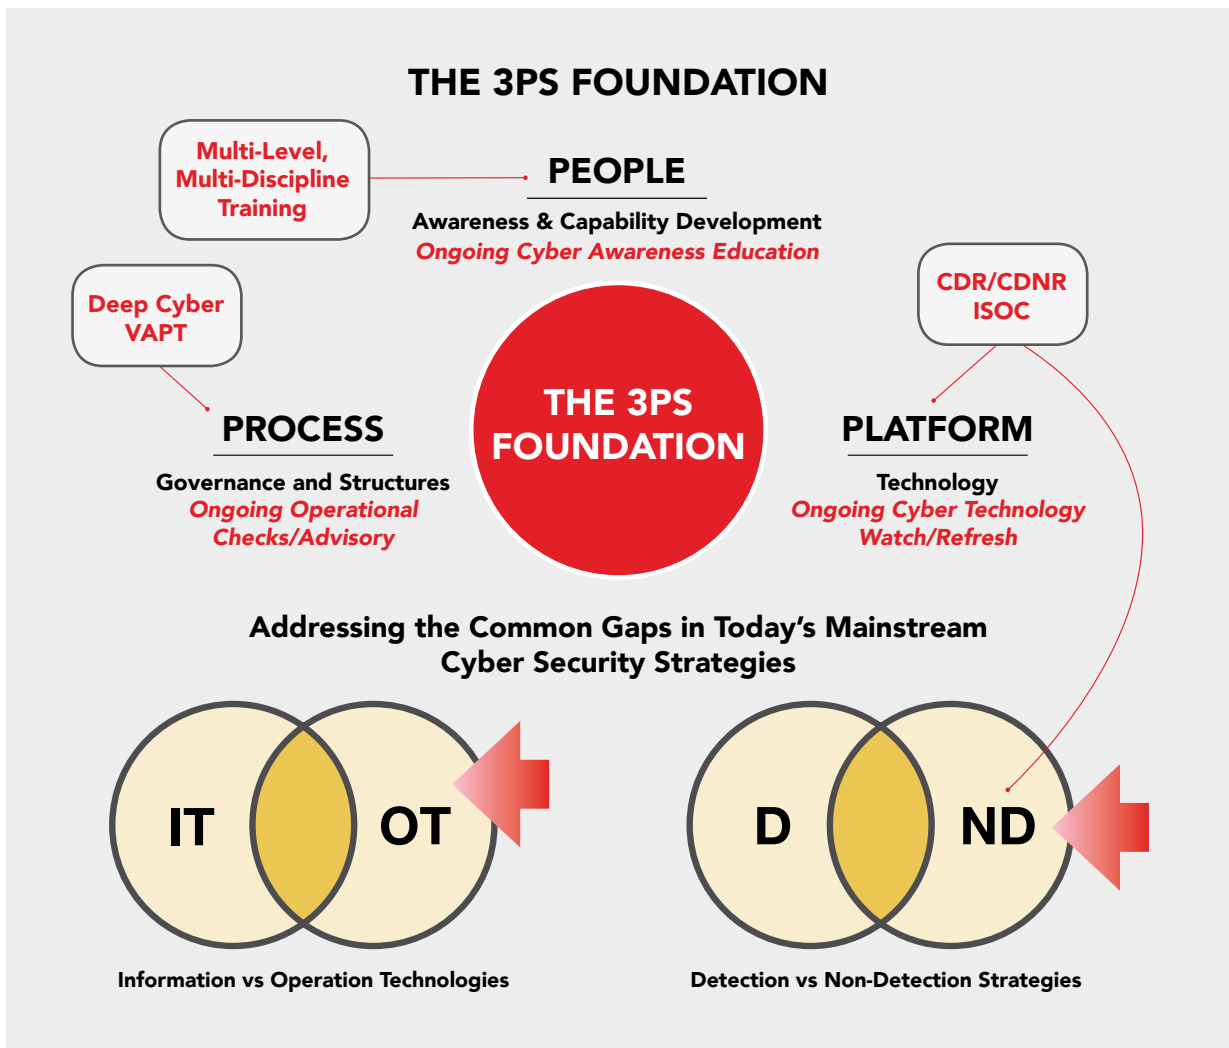 THE 3PS FOUNDATION
Multi-Level,
Multi-Discipline
Training
PEOPLE
Awareness & Capability Development
Ongoing Cyber Awareness Education
Deep Cyber
VAPT
CDR/CDNR
ISOC
PROCESS
Governance and Structures
Ongoing Operational
Checks/Advisory
THE 3PS
FOUNDATION
PLATFORM
Technology
Ongoing Cyber Technology
Watch/Refresh
Addressing the Common Gaps in Today's Mainstream
Cyber Security Strategies
IT
OT
Information vs Operation Technologies
D
ND
Detection vs Non-Detection Strategies